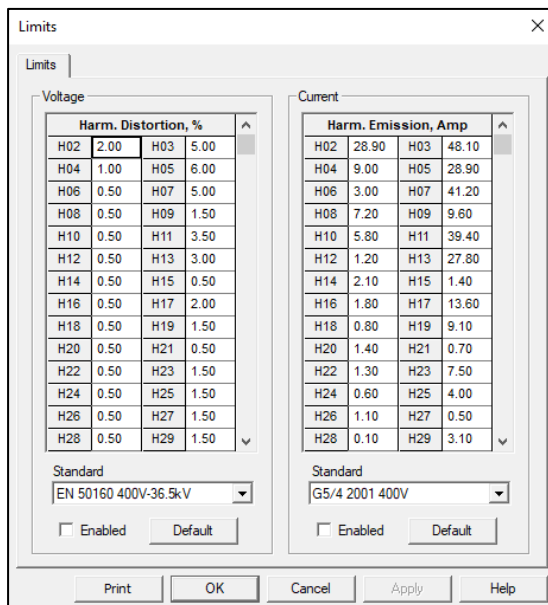 Limits
Limits
Voltage
Harm. Distortion, %
H02 2.00 H03 5.00
H04 1.00 H05 6.00
H06 0.50 H07 5.00
H08 0.50 H09 1.50
H10 0.50 H11 3.50
H12 0.50 H13 3.00
H14 0.50 H15 0.50
H16 0.50 H17 2.00
H18 0.50 H19 1.50
H20 0.50 H21 0.50
H22 0.50 H23 1.50
H24 0.50 H25 1.50
H26 0.50 H27 1.50
H28 0.50 H29 1.50
Standard
EN 50160 400V-36.5kV
Enabled Default
Current
Harm. Emission, Amp
H02 28.90 H03 48.10
H04 9.00 H05 28.90
H06 3.00 H07 41.20
H08 7.20 H09 9.60
H10 5.80 H11 39.40
H12 1.20 H13 27.80
H14 2.10 H15 1.40
H16 1.80 H17 13.60
H18 0.80 H19 9.10
H20 1.40 H21 0.70
H22 1.30 H23 7.50
H24 0.60 H25 4.00
H26 1.10 H27 0.50
H28 0.10 H29 3.10
Standard
G5/4 2001 400V
Enabled Default
Print OK Cancel Apply Help